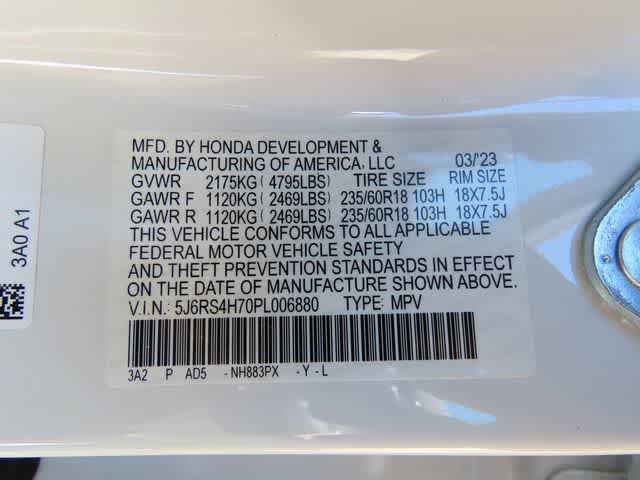 MFD. BY HONDA DEVELOPMENT &
MANUFACTURING OF AMERICA, LLC 03/'23
GVWR 2175KG ( 4795LBS) TIRE SIZE RIM SIZE
GAWR F 1120KG ( 2469LBS) 235/60R18 103H 18X7.5J
GAWR R 1120KG ( 2469LBS) 235/60R18 103H 18X7.5J
THIS VEHICLE CONFORMS TO ALL APPLICABLE
FEDERAL MOTOR VEHICLE SAFETY
AND THEFT PREVENTION STANDARDS IN EFFECT
ON THE DATE OF MANUFACTURE SHOWN ABOVE.
V.I.N.: 5J6RS4H70PL006880 TYPE: MPV
3A2 P AD5 - NH883PX - Y - L
3A0 A1